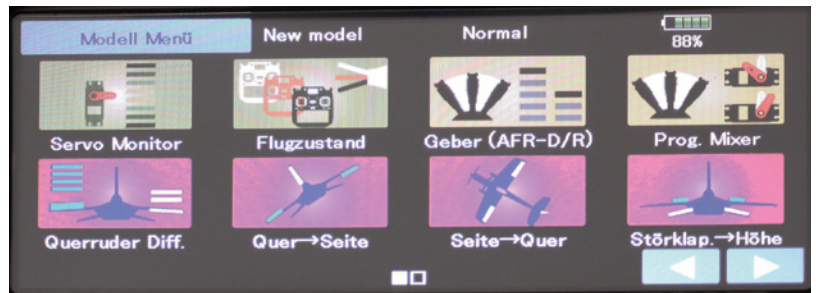 Modell Menü New model Normal 88%
Servo Monitor Flugzustand Geber (AFR-D/R) Prog. Mixer
Querruder Diff. Quer→Seite Seite→Quer Störklap.→Höhe